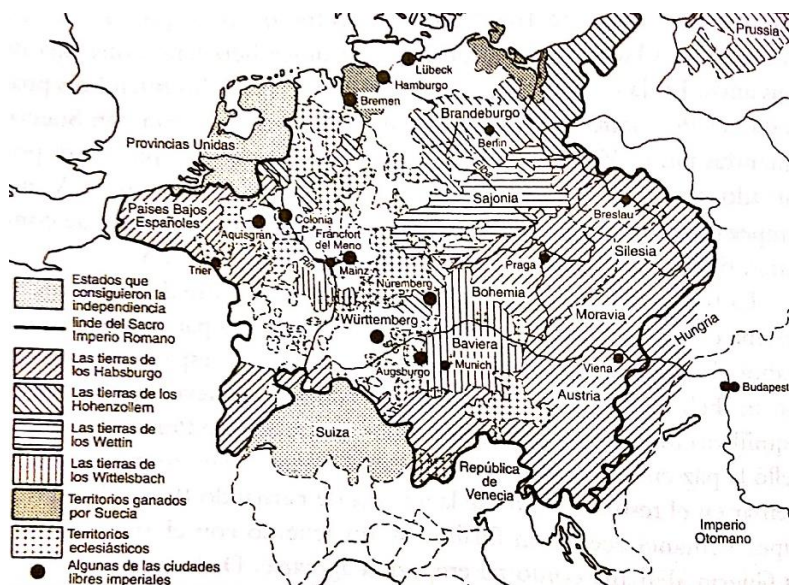 Prussia
Lübeck
Hamburgo
Bremen
Brandeburgo
Berlin
Provincias Unidas
Elba
Sajonia
Breslau
Países Bajos
Españoles
Colonia
Aquisgrán
Francfort
del Meno
Silesia
Praga
Trier
Rin
Mainz
Núremberg
Bohemia
Moravia
Hungría
Württemberg
Baviera
Viena
Augsburgo
Munich
Austria
Budapest
Suiza
República
de Venecia
Imperio
Otomano
Estados que
consiguieron la
independencia
linde del Sacro
Imperio Romano
Las tierras de
los Habsburgo
Las tierras de los
Hohenzollem
Las tierras de
los Wettin
Las tierras de
los Wittelsbach
Territorios ganados
por Suecia
Territorios
eclesiásticos
Algunas de las ciudades
libres imperiales